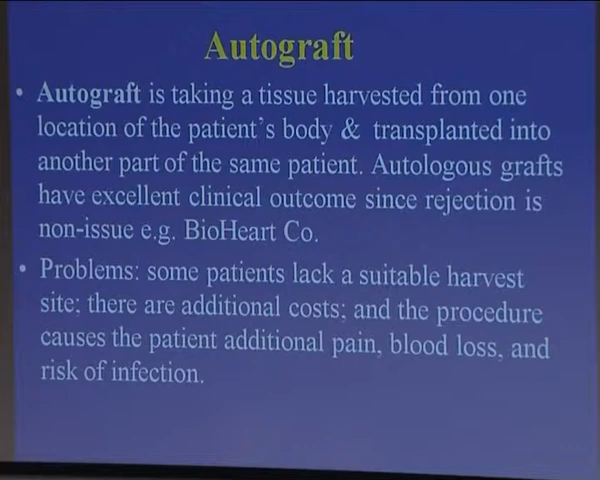 Autograft
• Autograft is taking a tissue harvested from one
location of the patient's body & transplanted into
another part of the same patient. Autologous grafts
have excellent clinical outcome since rejection is
non-issue e.g. BioHeart Co.
• Problems: some patients lack a suitable harvest
site; there are additional costs; and the procedure
causes the patient additional pain, blood loss, and
risk of infection.